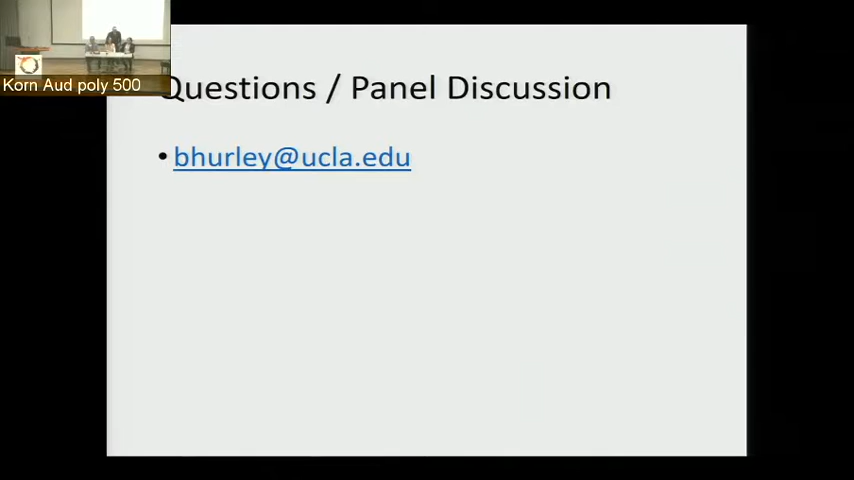 Korn Aud poly 500
Questions / Panel Discussion
• bhurley@ucla.edu